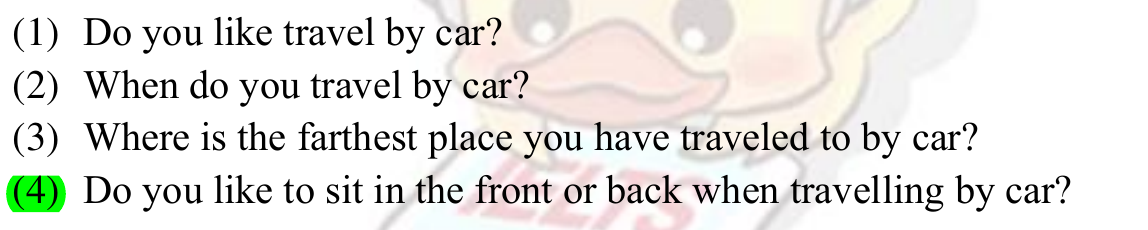 (1) Do you like travel by car?
(2) When do you travel by car?
(3) Where is the farthest place you have traveled to by car?
(4) Do you like to sit in the front or back when travelling by car?
IELTS